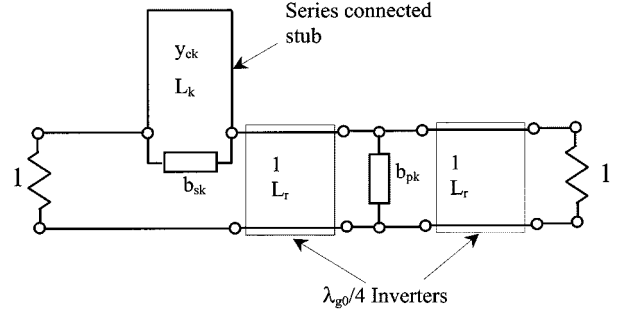 Series connected
stub
y_ck
L_k
1
b_sk
1
L_r
b_pk
1
L_r
1
λ_g0/4 Inverters